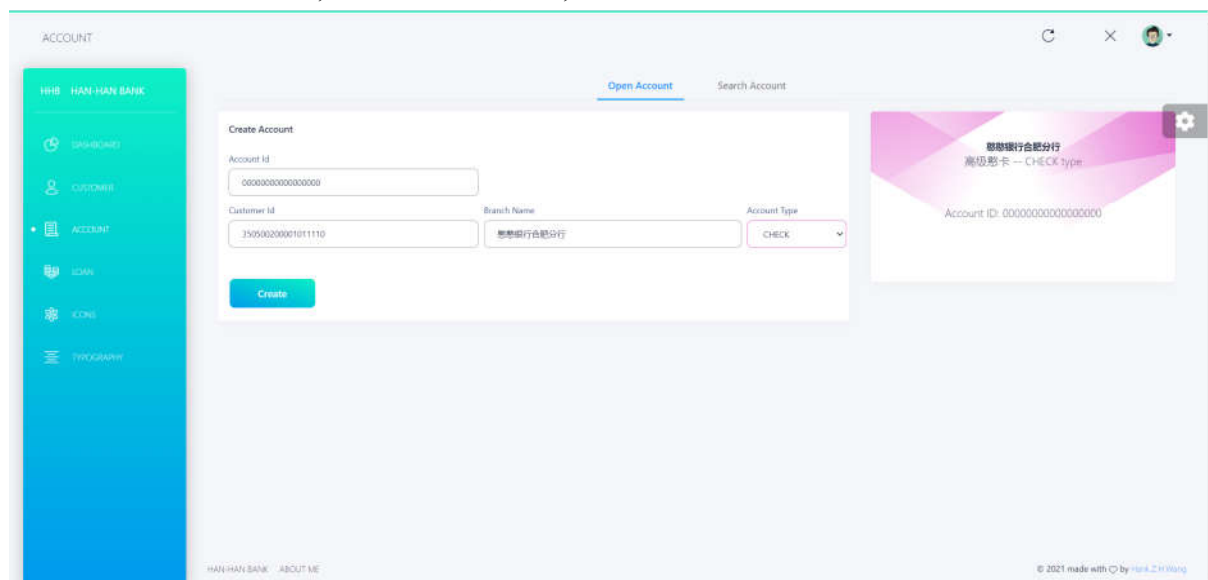 ACCOUNT
HHB HAN-HAN BANK
Open Account
Search Account
DASHBOARD
CUSTOMER
ACCOUNT
LOAN
ICONS
TYPOGRAPHY
Create Account
Account Id
00000000000000000
Customer Id
Branch Name
Account Type
350500200001011110
憨憨银行合肥分行
CHECK
Create
憨憨银行合肥分行
高级憨卡 -- CHECK type
Account ID: 00000000000000000
HAN-HAN BANK ABOUT ME
© 2021 made with ♡ by Hank Z H Wang